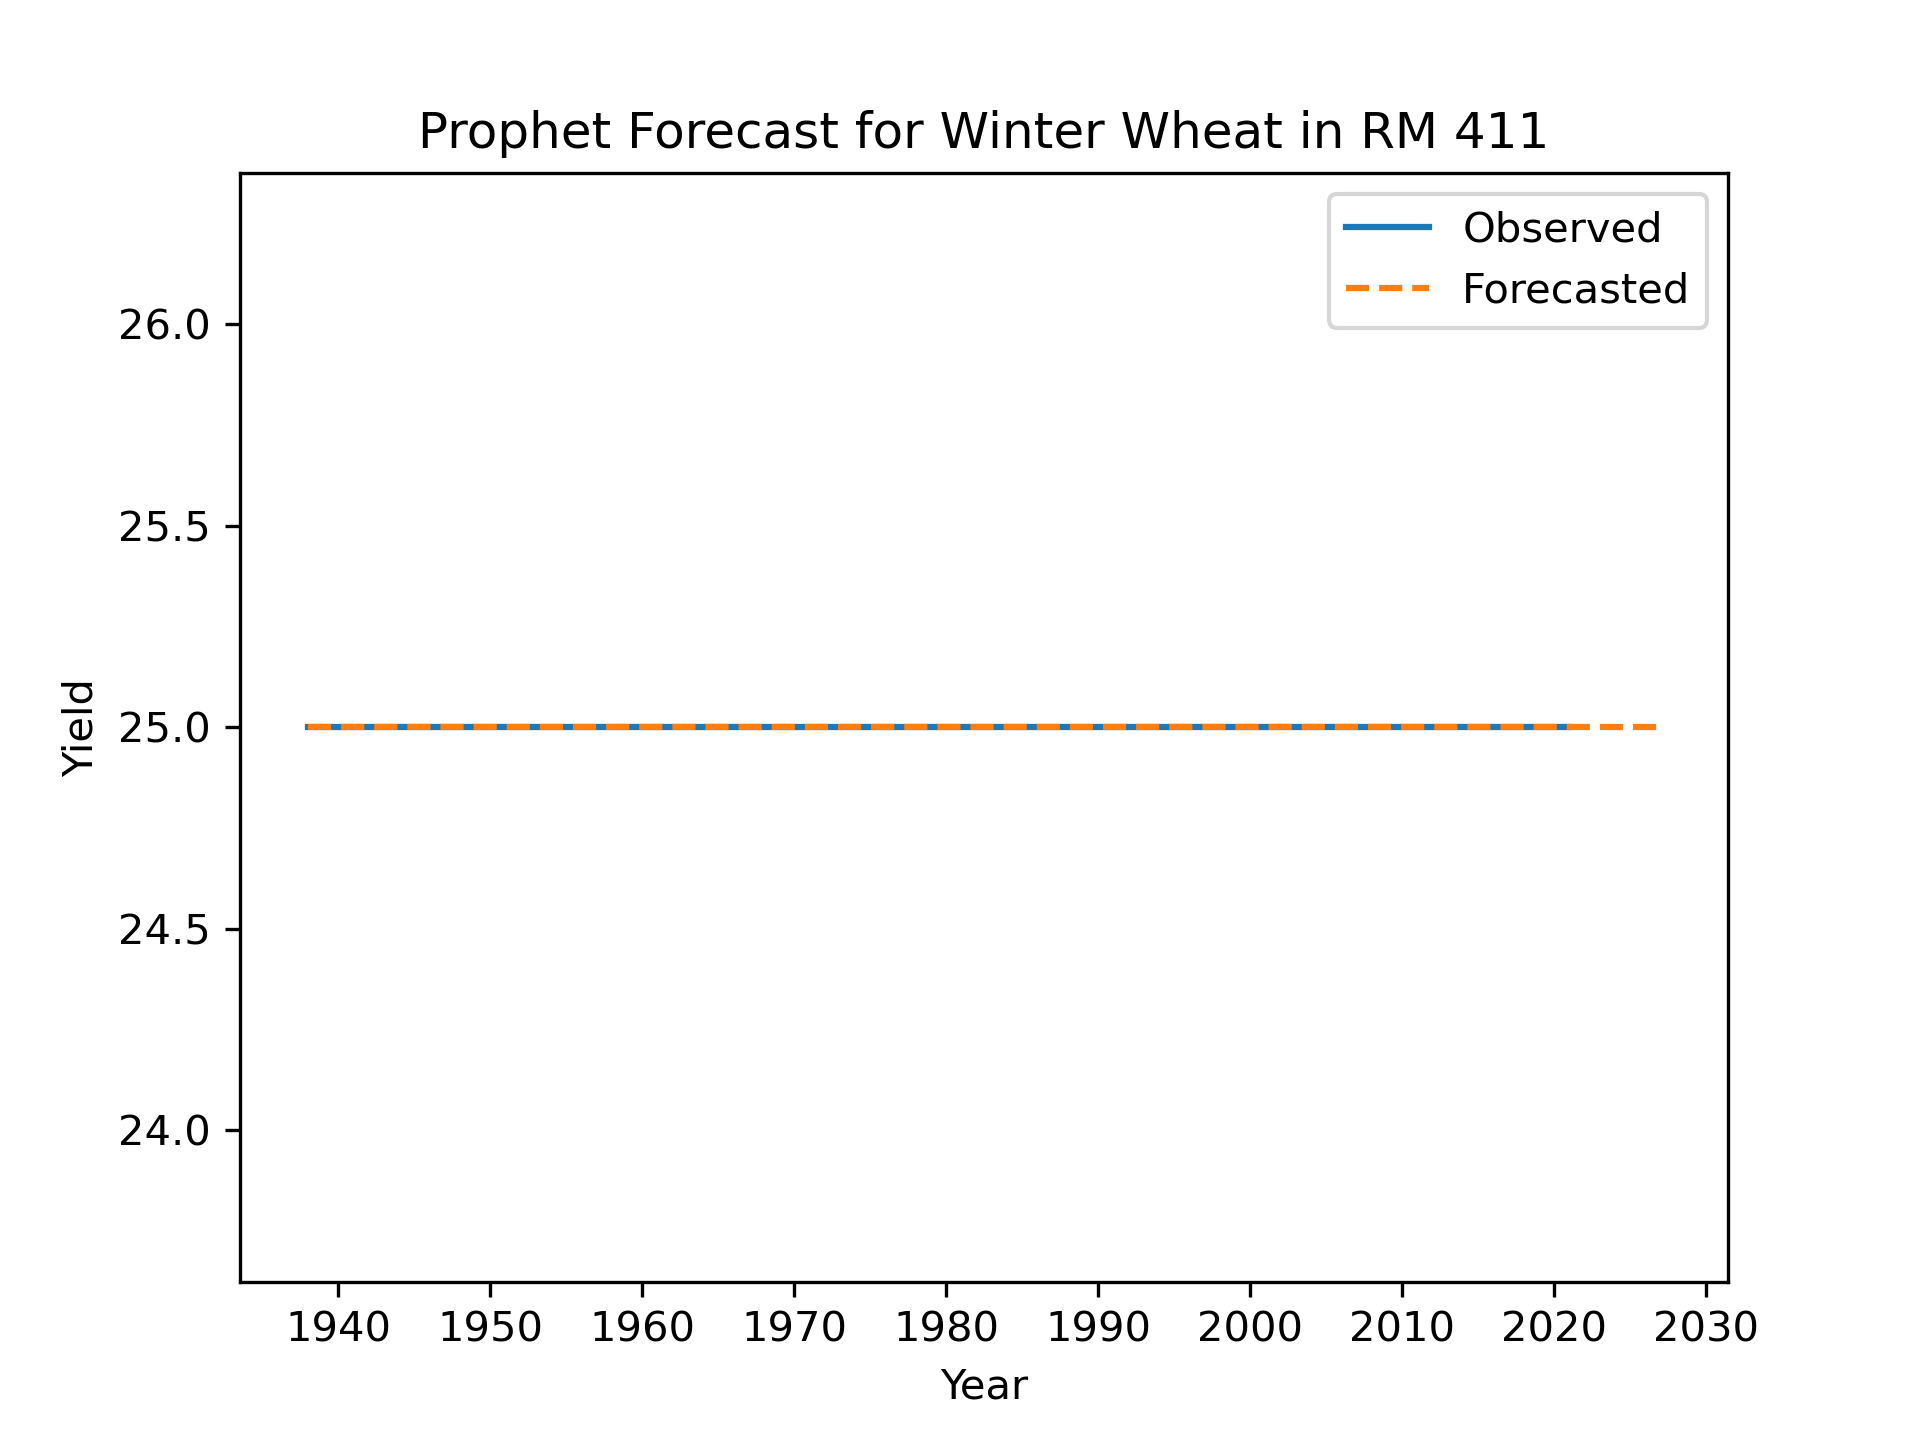 Prophet Forecast for Winter Wheat in RM 411
Observed
Forecasted
26.0
25.5
25.0
24.5
24.0
Yield
1940 1950 1960 1970 1980 1990 2000 2010 2020 2030
Year